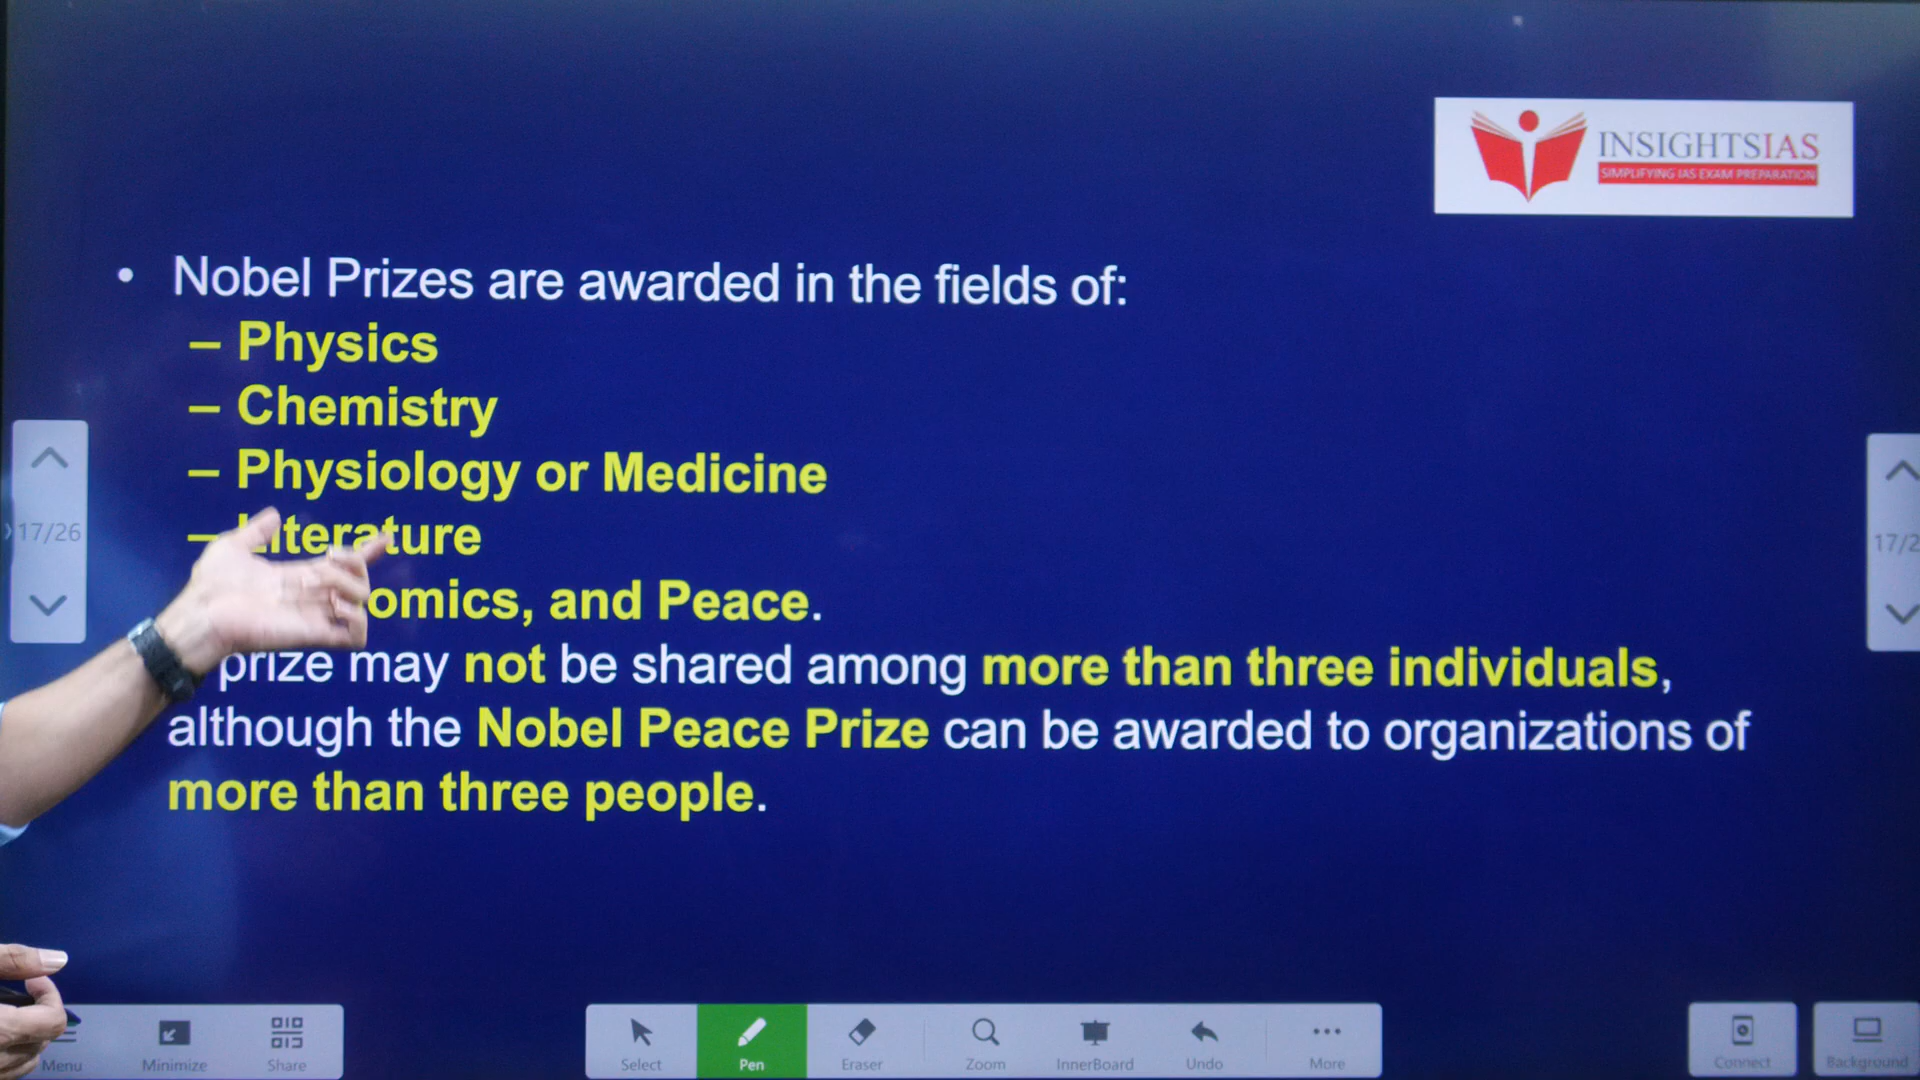 INSIGHTSIAS
SIMPLIFYING IAS EXAM PREPARATION
• Nobel Prizes are awarded in the fields of:
– Physics
– Chemistry
– Physiology or Medicine
– Literature
omics, and Peace.
prize may not be shared among more than three individuals,
although the Nobel Peace Prize can be awarded to organizations of
more than three people.
17/26
17/2
Menu
Minimize
Share
Select
Pen
Eraser
Zoom
InnerBoard
Undo
More
Connect
Background